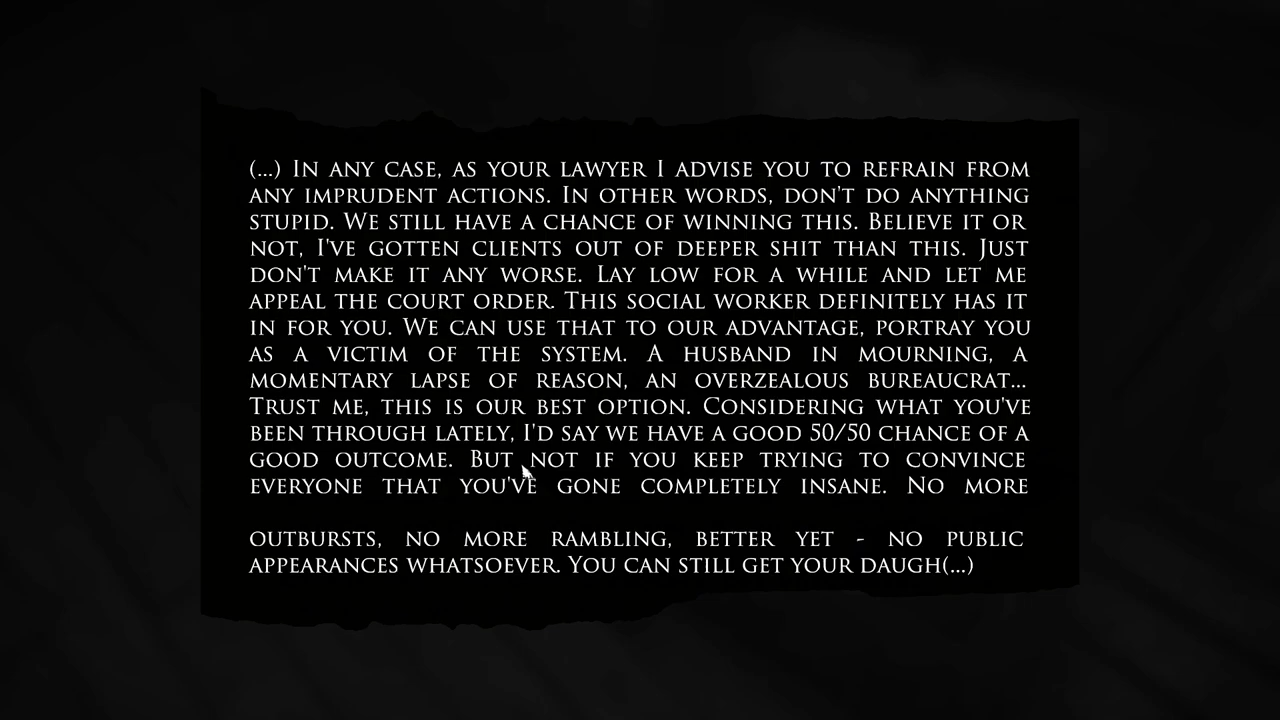 (...) In any case, as your lawyer I advise you to refrain from
any imprudent actions. In other words, don't do anything
stupid. We still have a chance of winning this. Believe it or
not, I've gotten clients out of deeper shit than this. Just
don't make it any worse. Lay low for a while and let me
appeal the court order. This social worker definitely has it
in for you. We can use that to our advantage, portray you
as a victim of the system. A husband in mourning, a
momentary lapse of reason, an overzealous bureaucrat...
Trust me, this is our best option. Considering what you've
been through lately, I'd say we have a good 50/50 chance of a
good outcome. But not if you keep trying to convince
everyone that you've gone completely insane. No more
outbursts, no more rambling, better yet - no public
appearances whatsoever. You can still get your daugh(...)